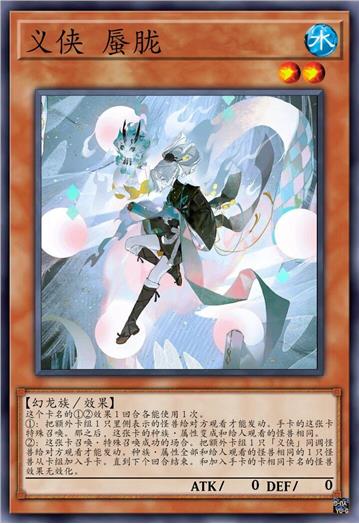 义侠 蜃胧
水
【幻龙族／效果】
这个卡名的①②效果1回合各能使用1次。
①：把额外卡组1只里侧表示的怪兽给对方观看才能发动。手卡的这张卡
特殊召唤。那之后，这张卡的种族·属性变成和给人观看的怪兽相同。
②：这张卡召唤·特殊召唤成功的场合，把额外卡组1只「义侠」同调怪
兽给对方观看才能发动。种族·属性全部和给人观看的怪兽相同的1只怪
兽从卡组加入手卡。直到下个回合结束，和加入手卡的卡相同卡名的怪兽
效果无效化。
ATK/ 0 DEF/ 0